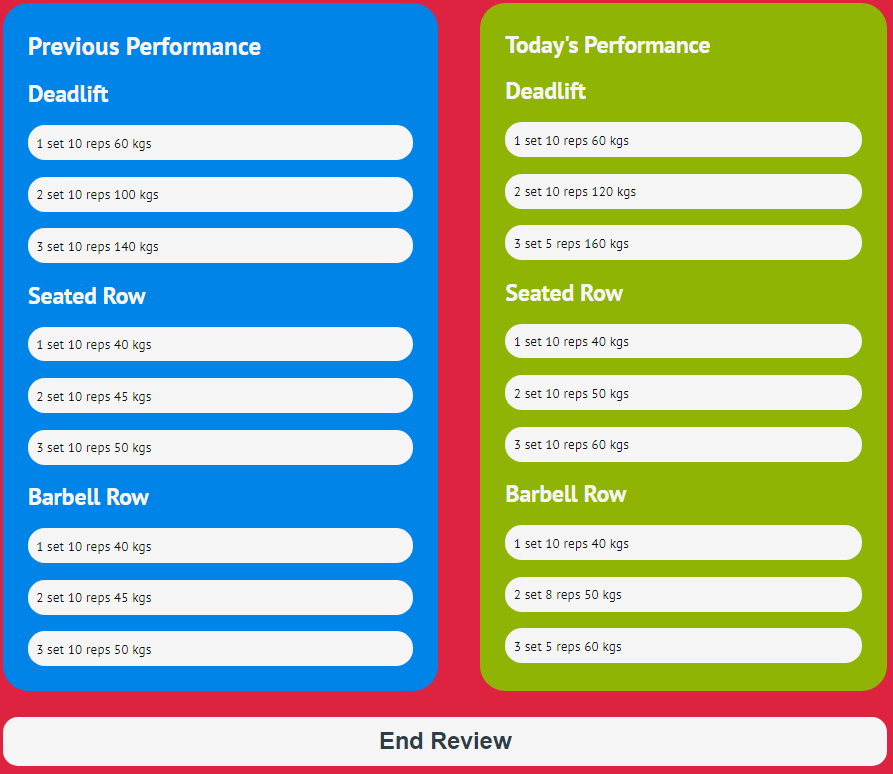 Previous Performance
Deadlift
1 set 10 reps 60 kgs
2 set 10 reps 100 kgs
3 set 10 reps 140 kgs
Seated Row
1 set 10 reps 40 kgs
2 set 10 reps 45 kgs
3 set 10 reps 50 kgs
Barbell Row
1 set 10 reps 40 kgs
2 set 10 reps 45 kgs
3 set 10 reps 50 kgs
Today's Performance
Deadlift
1 set 10 reps 60 kgs
2 set 10 reps 120 kgs
3 set 5 reps 160 kgs
Seated Row
1 set 10 reps 40 kgs
2 set 10 reps 50 kgs
3 set 10 reps 60 kgs
Barbell Row
1 set 10 reps 40 kgs
2 set 8 reps 50 kgs
3 set 5 reps 60 kgs
End Review